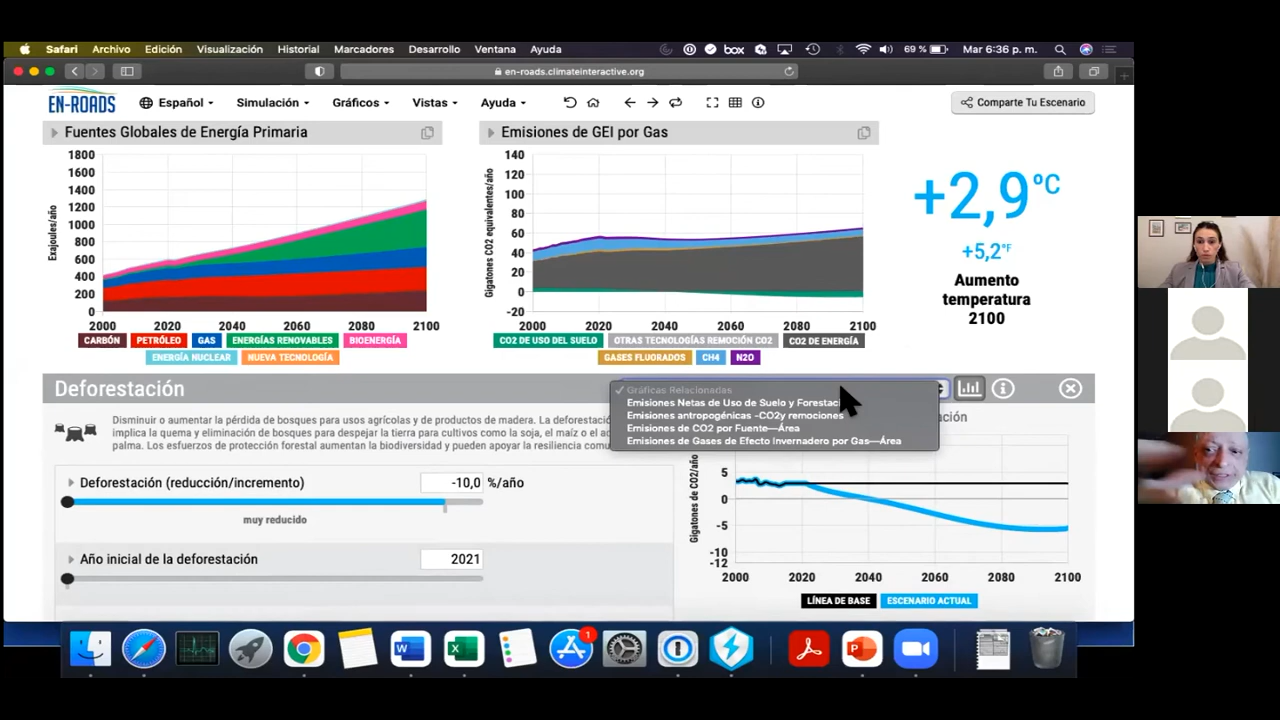 Safari Archivo Edición Visualización Historial Marcadores Desarrollo Ventana Ayuda box 69 % Mar 6:36 p. m.
en-roads.climateinteractive.org
EN-ROADS Español Simulación Gráficos Vistas Ayuda Comparte Tu Escenario
Fuentes Globales de Energía Primaria
Exajoules/año
1800
1600
1400
1200
1000
800
600
400
200
0
2000 2020 2040 2060 2080 2100
CARBÓN PETRÓLEO GAS ENERGÍAS RENOVABLES BIOENERGÍA
ENERGÍA NUCLEAR NUEVA TECNOLOGÍA
Emisiones de GEI por Gas
Gigatones CO2 equivalentes/año
140
120
100
80
60
40
20
0
-20
2000 2020 2040 2060 2080 2100
CO2 DE USO DEL SUELO OTRAS TECNOLOGÍAS REMOCIÓN CO2 CO2 DE ENERGÍA
GASES FLUORADOS CH4 N2O
+2,9ºC
+5,2°F
Aumento
temperatura
2100
Deforestación
✓ Gráficas Relacionadas
Emisiones Netas de Uso de Suelo y Forestac
Emisiones antropogénicas -CO2y remociones
Emisiones de CO2 por Fuente—Área
Emisiones de Gases de Efecto Invernadero por Gas—Área
Disminuir o aumentar la pérdida de bosques para usos agrícolas y de productos de madera. La deforesta
implica la quema y eliminación de bosques para despejar la tierra para cultivos como la soja, el maíz o el a
palma. Los esfuerzos de protección forestal aumentan la biodiversidad y pueden apoyar la resiliencia comu
Deforestación (reducción/incremento) -10,0 %/año
muy reducido
Año inicial de la deforestación 2021
ación
Gigatones de CO2/año
5
0
-5
-10
-12
2000 2020 2040 2060 2080 2100
LÍNEA DE BASE ESCENARIO ACTUAL
1